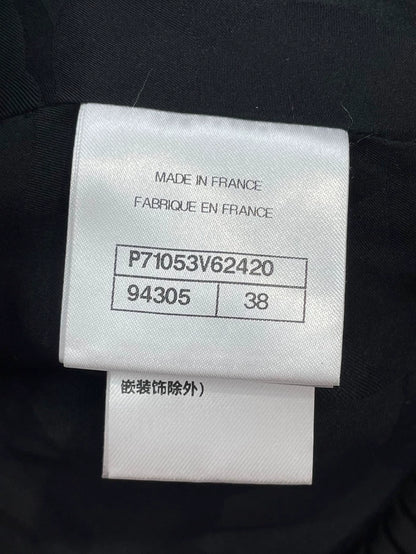 MADE IN FRANCE
FABRIQUE EN FRANCE
P71053V62420
94305 38
嵌装饰除外)